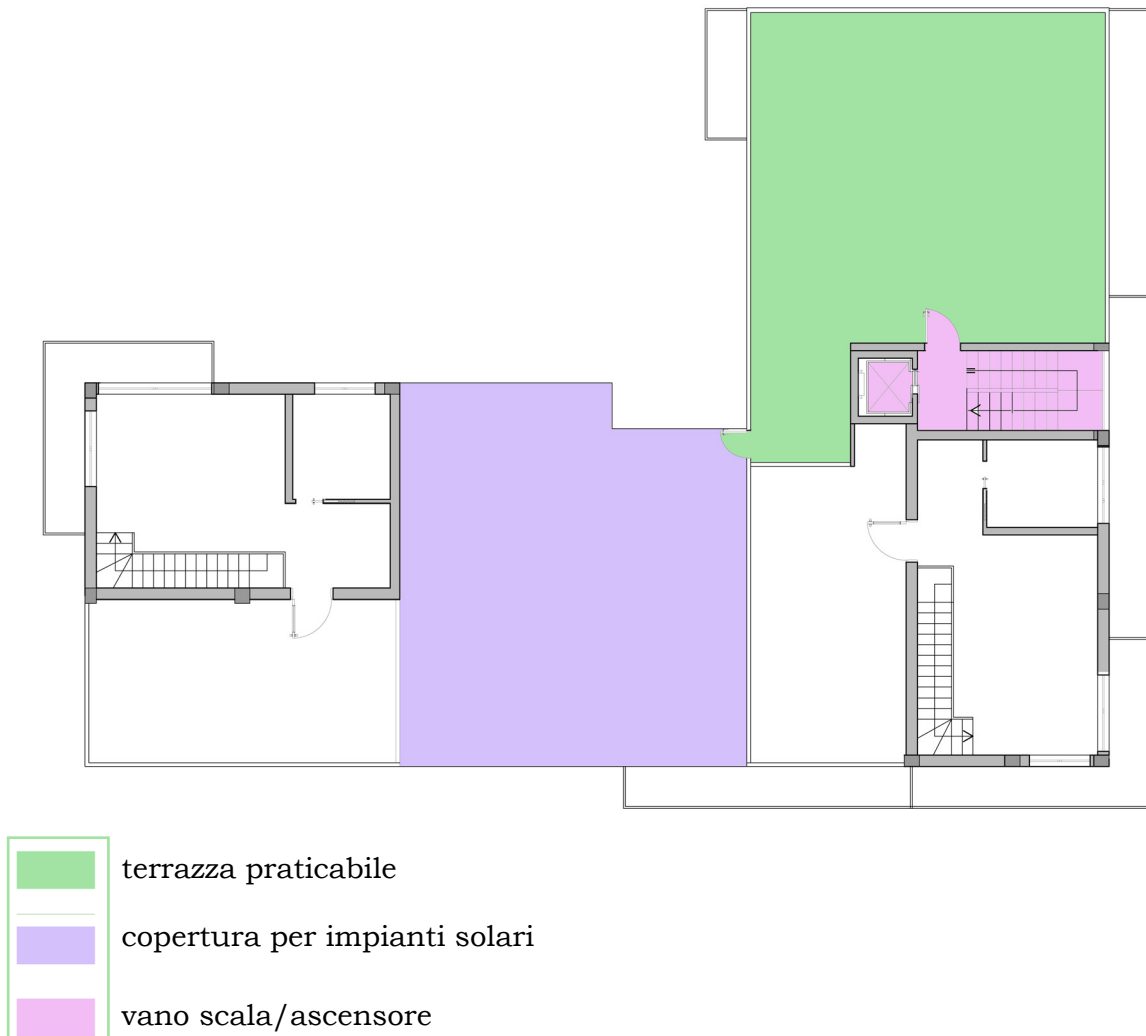 terrazza praticabile
copertura per impianti solari
vano scala/ascensore